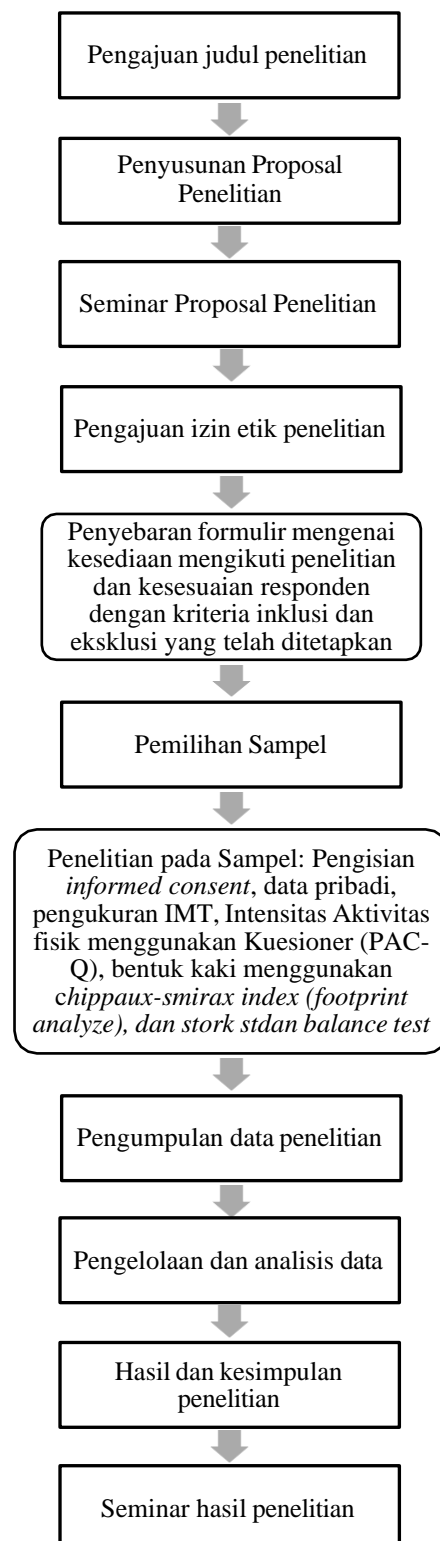 Pengajuan judul penelitian
Penyusunan Proposal
Penelitian
Seminar Proposal Penelitian
Pengajuan izin etik penelitian
Penyebaran formulir mengenai
kesediaan mengikuti penelitian
dan kesesuaian responden
dengan kriteria inklusi dan
eksklusi yang telah ditetapkan
Pemilihan Sampel
Penelitian pada Sampel: Pengisian
informed consent, data pribadi,
pengukuran IMT, Intensitas Aktivitas
fisik menggunakan Kuesioner (PAC-
Q), bentuk kaki menggunakan
chippaux-smirax index (footprint
analyze), dan stork stdan balance test
Pengumpulan data penelitian
Pengelolaan dan analisis data
Hasil dan kesimpulan
penelitian
Seminar hasil penelitian